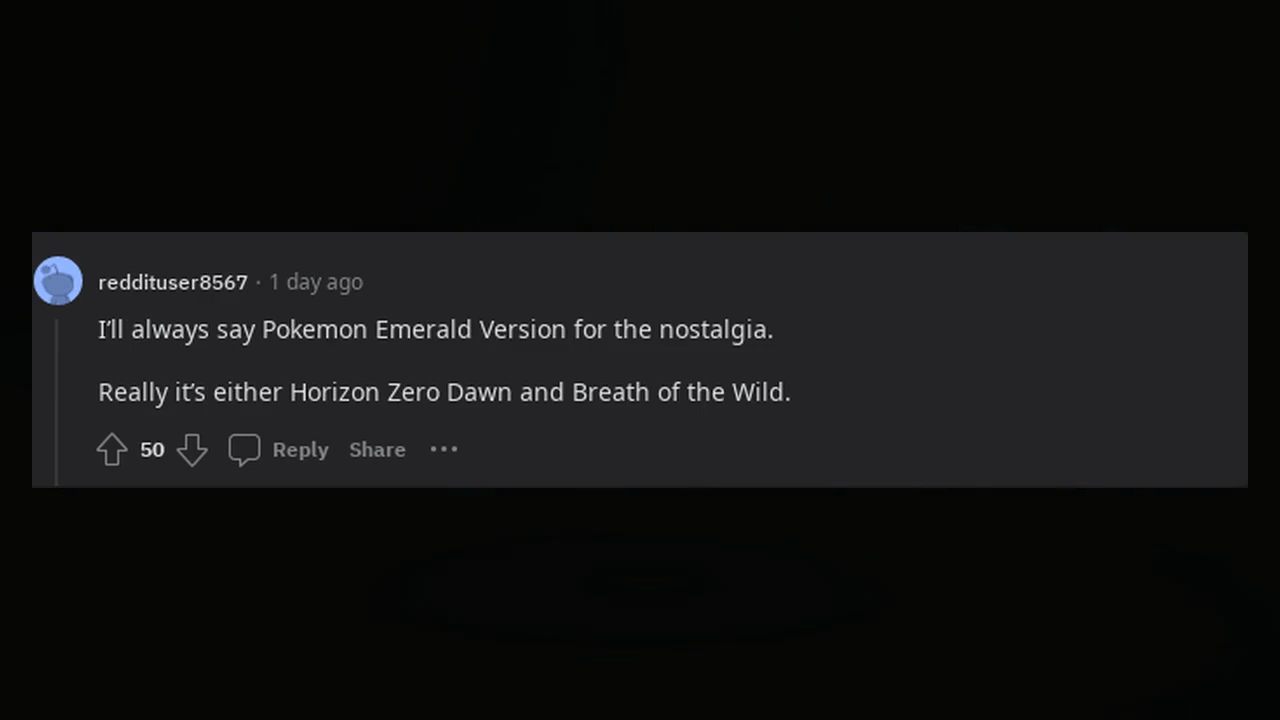 reddituser8567 · 1 day ago
I'll always say Pokemon Emerald Version for the nostalgia.
Really it's either Horizon Zero Dawn and Breath of the Wild.
50 Reply Share ···